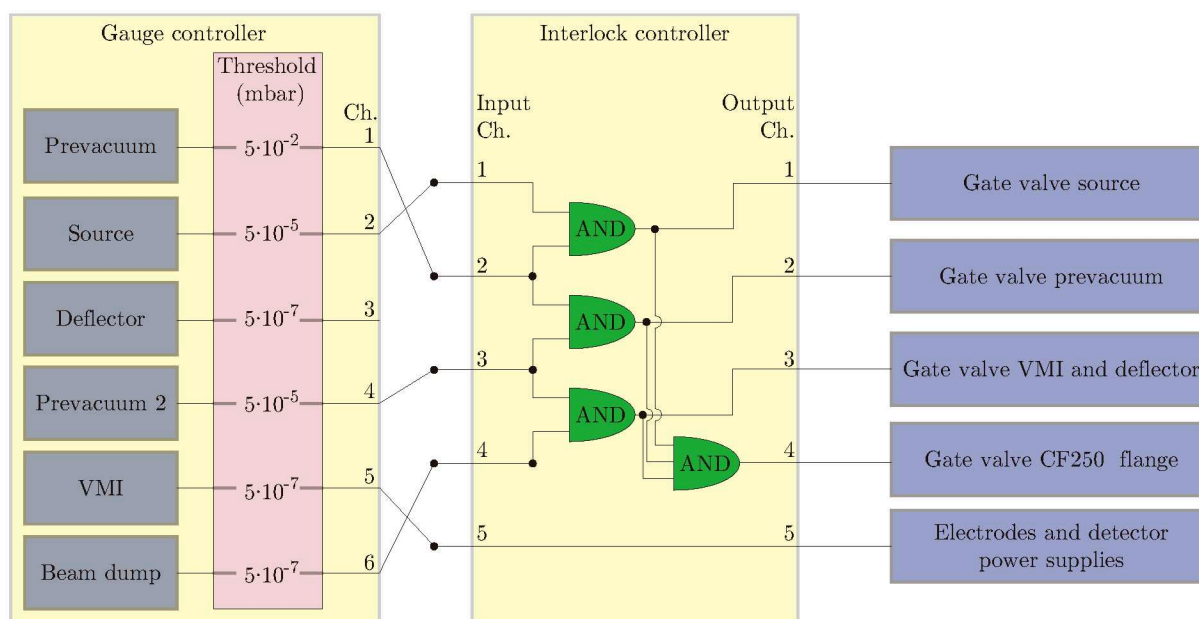 Gauge controller
Threshold
(mbar)
Ch.
Prevacuum
5·10⁻²
1
Source
5·10⁻⁵
2
Deflector
5·10⁻⁷
3
Prevacuum 2
5·10⁻⁵
4
VMI
5·10⁻⁷
5
Beam dump
5·10⁻⁷
6
Interlock controller
Input
Ch.
1
2
3
4
5
AND
AND
AND
AND
Output
Ch.
1
2
3
4
5
Gate valve source
Gate valve prevacuum
Gate valve VMI and deflector
Gate valve CF250 flange
Electrodes and detector
power supplies